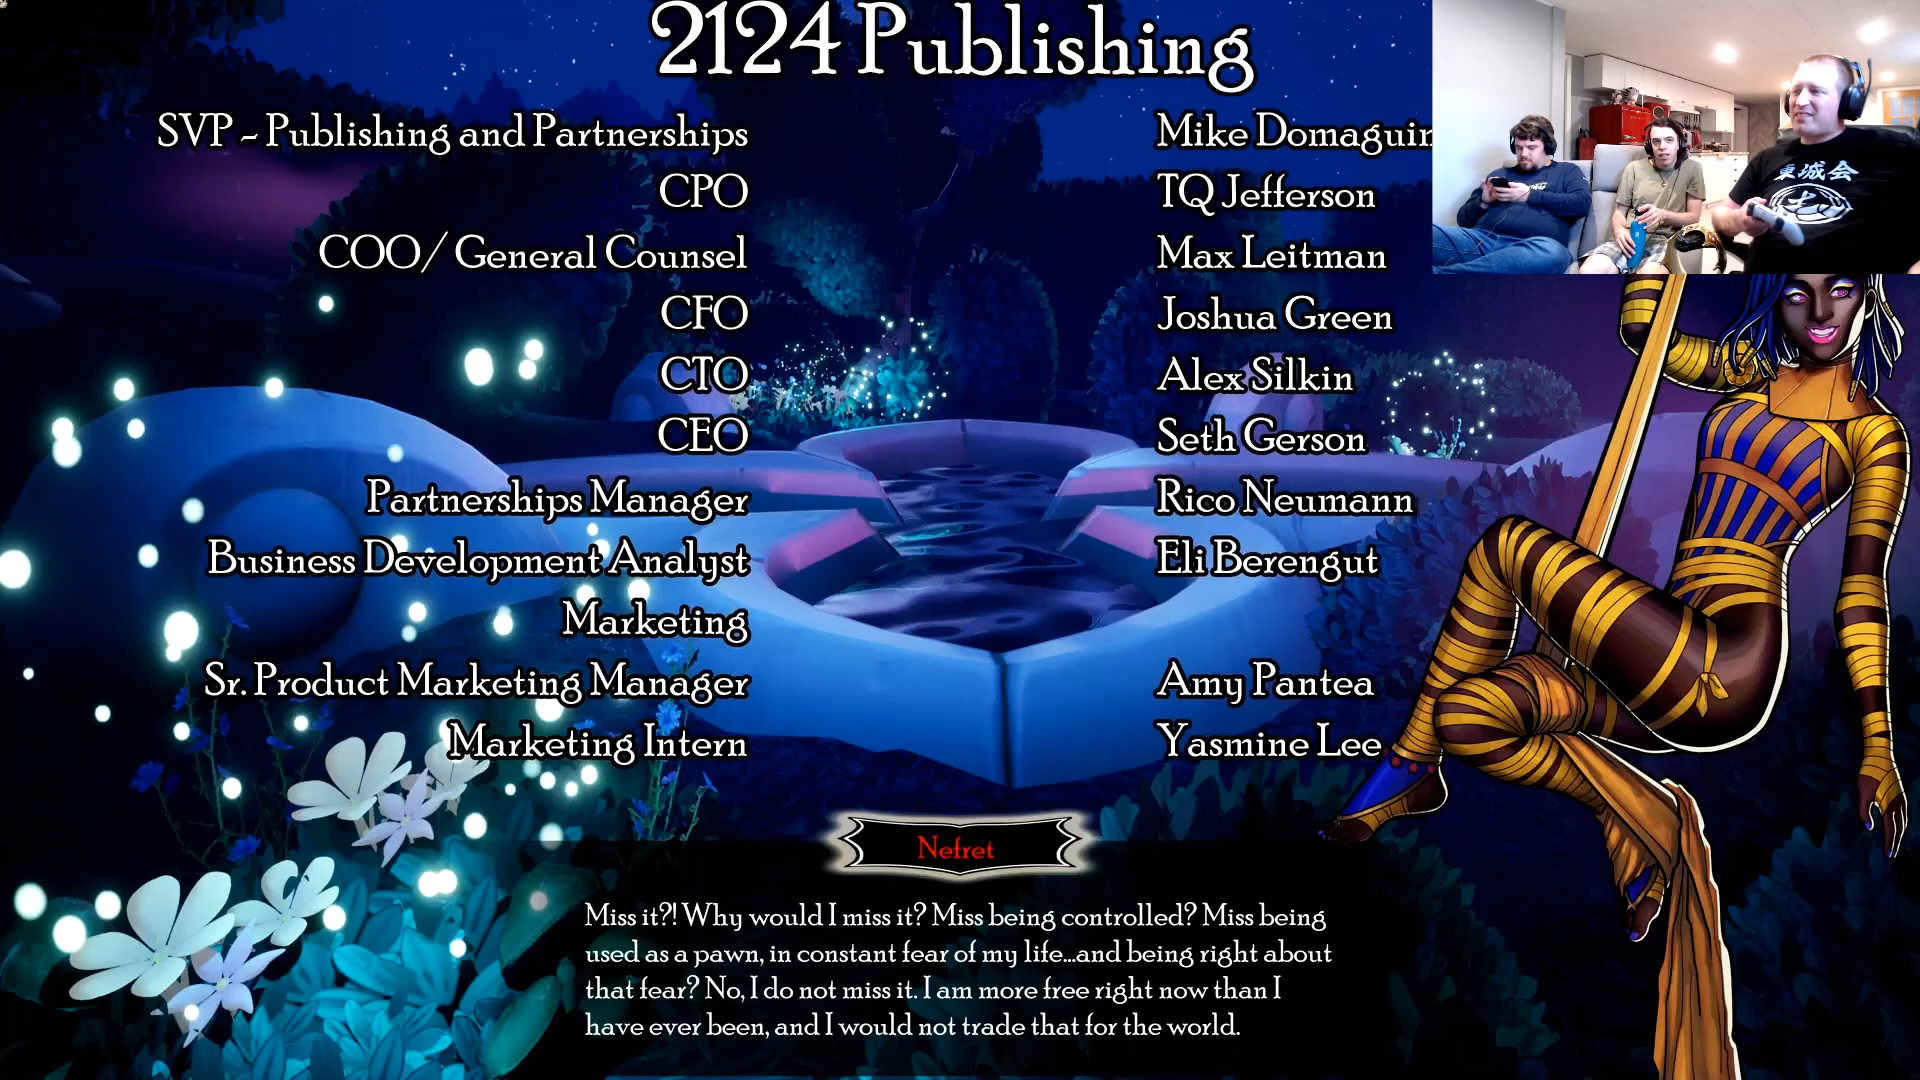 2124 Publishing
SVP - Publishing and Partnerships Mike Domaguin
CPO TQ Jefferson
COO/ General Counsel Max Leitman
CFO Joshua Green
CTO Alex Silkin
CEO Seth Gerson
Partnerships Manager Rico Neumann
Business Development Analyst Eli Berengut
Marketing
Sr. Product Marketing Manager Amy Pantea
Marketing Intern Yasmine Lee
東城会
Nefret
Miss it?! Why would I miss it? Miss being controlled? Miss being
used as a pawn, in constant fear of my life...and being right about
that fear? No, I do not miss it. I am more free right now than I
have ever been, and I would not trade that for the world.